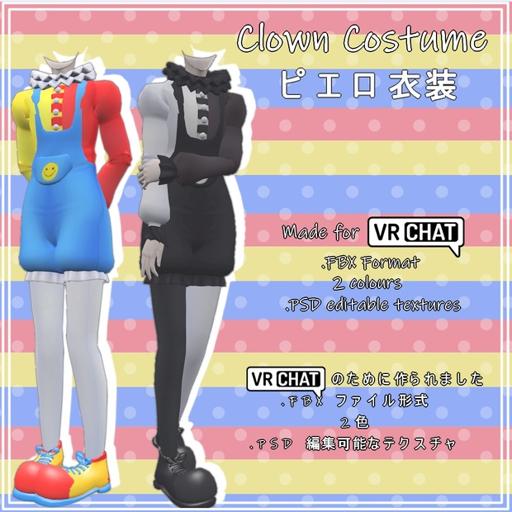 Clown Costume
ピエロ衣装
Made for VRCHAT
.FBX Format
2 colours
.PSD editable textures
VRCHAT のために作られました
.FBX ファイル形式
2色
.PSD 編集可能なテクスチャ